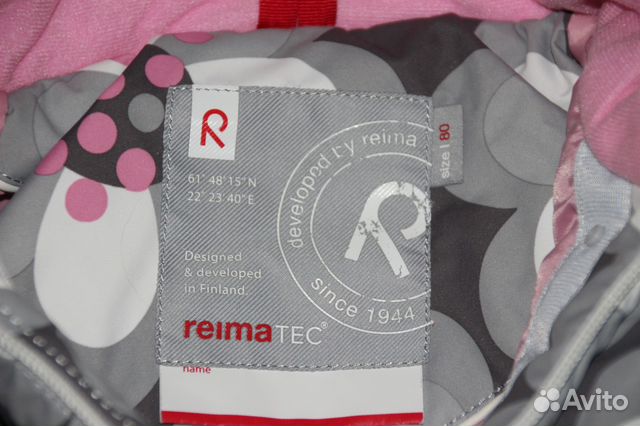 R
61° 48' 15" N
22° 23' 40" E
Designed
& developed
in Finland.
reimaTEC®
name
developed by reima
R
since 1944
size | 80
Avito